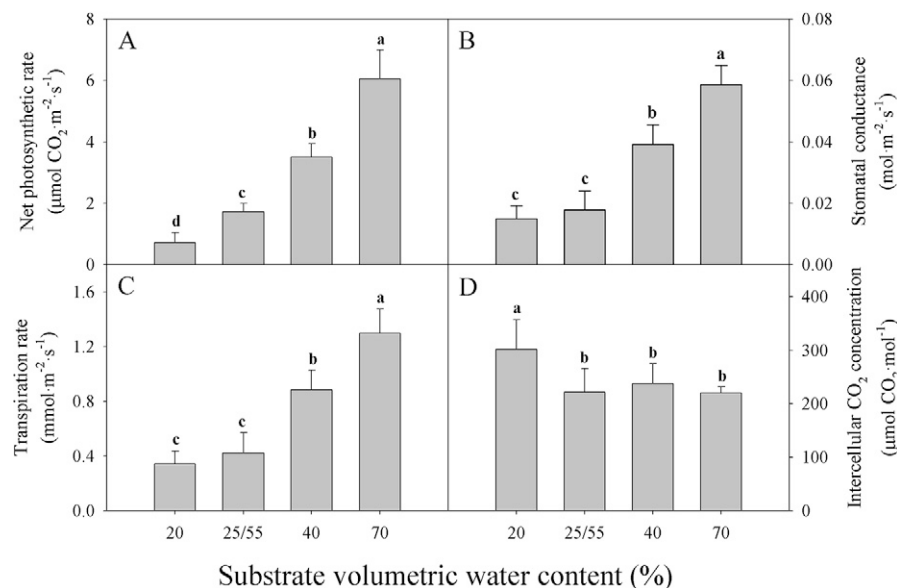 A
B
C
D
Net photosynthetic rate
(μmol CO₂·m⁻²·s⁻¹)
8
6
4
2
0
d
c
b
a
Stomatal conductance
(mol·m⁻²·s⁻¹)
0.08
0.06
0.04
0.02
0.00
c
c
b
a
Transpiration rate
(mmol·m⁻²·s⁻¹)
1.6
1.2
0.8
0.4
0.0
c
c
b
a
Intercellular CO₂ concentration
(μmol CO₂·mol⁻¹)
400
300
200
100
0
a
b
b
b
20 25/55 40 70
20 25/55 40 70
Substrate volumetric water content (%)